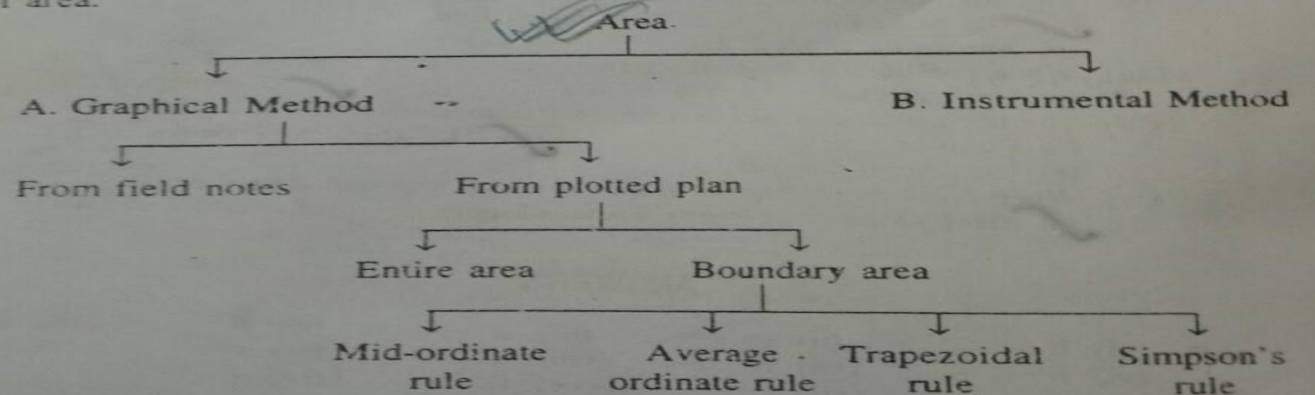 area.
Area.
A. Graphical Method -- B. Instrumental Method
From field notes From plotted plan
Entire area Boundary area
Mid-ordinate Average Trapezoidal Simpson's
rule ordinate rule rule rule